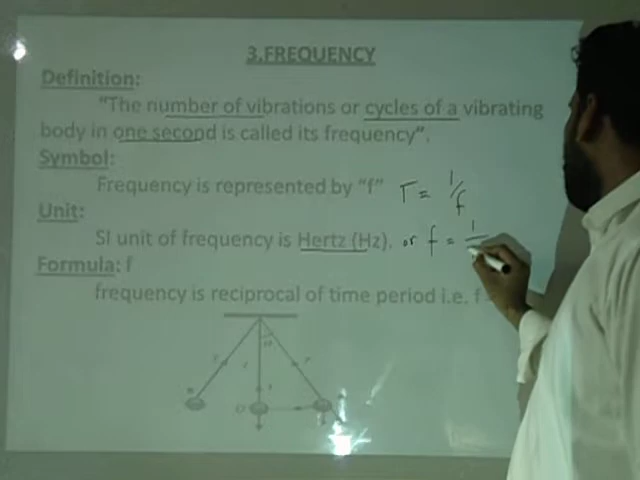 3.FREQUENCY
Definition:
"The number of vibrations or cycles of a vibrating
body in one second is called its frequency".
Symbol:
Frequency is represented by "f" T = 1/f
Unit:
SI unit of frequency is Hertz (Hz). or f = 1
Formula: f
frequency is reciprocal of time period i.e. f